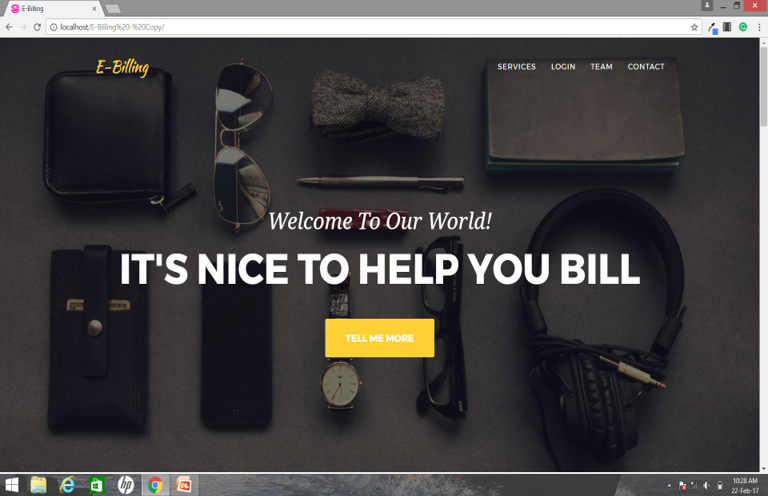 E-Billing
localhost/E-Billing%20-%20Copy/
E-Billing
SERVICES LOGIN TEAM CONTACT
Welcome To Our World!
IT'S NICE TO HELP YOU BILL
TELL ME MORE
10:28 AM
22-Feb-17